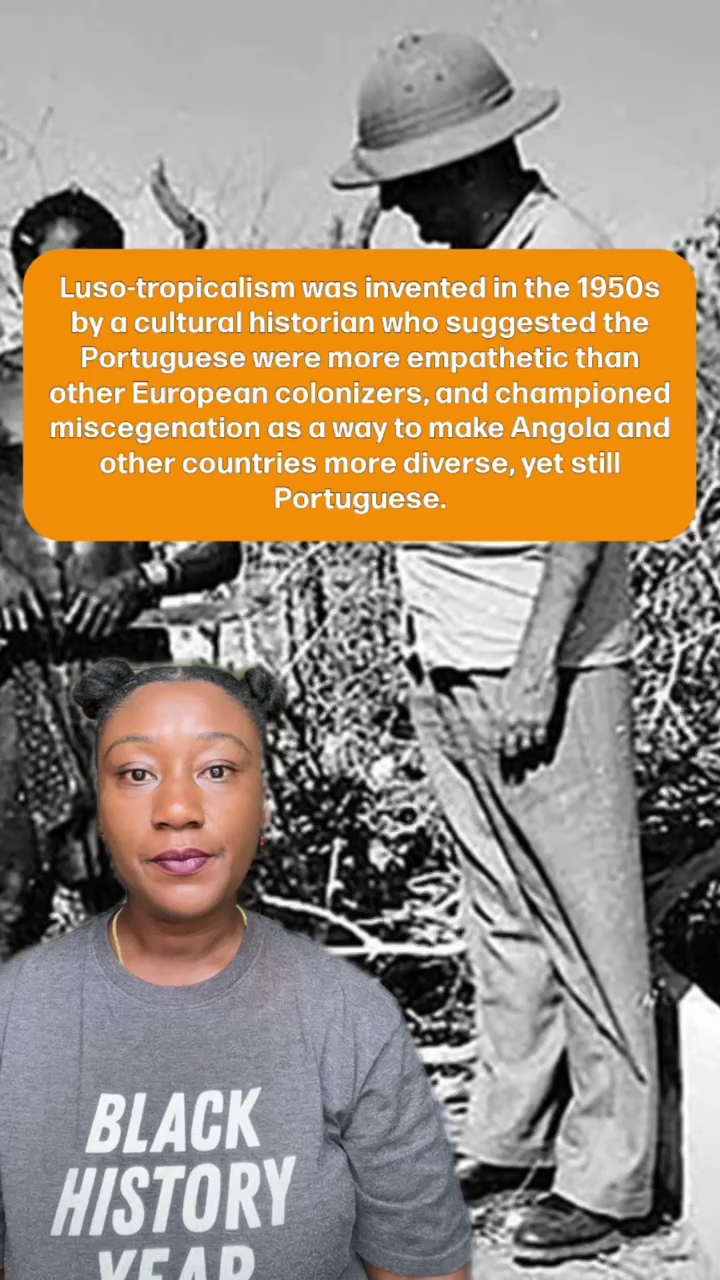 Luso-tropicalism was invented in the 1950s
by a cultural historian who suggested the
Portuguese were more empathetic than
other European colonizers, and championed
miscegenation as a way to make Angola and
other countries more diverse, yet still
Portuguese.
BLACK
HISTORY
YEAR